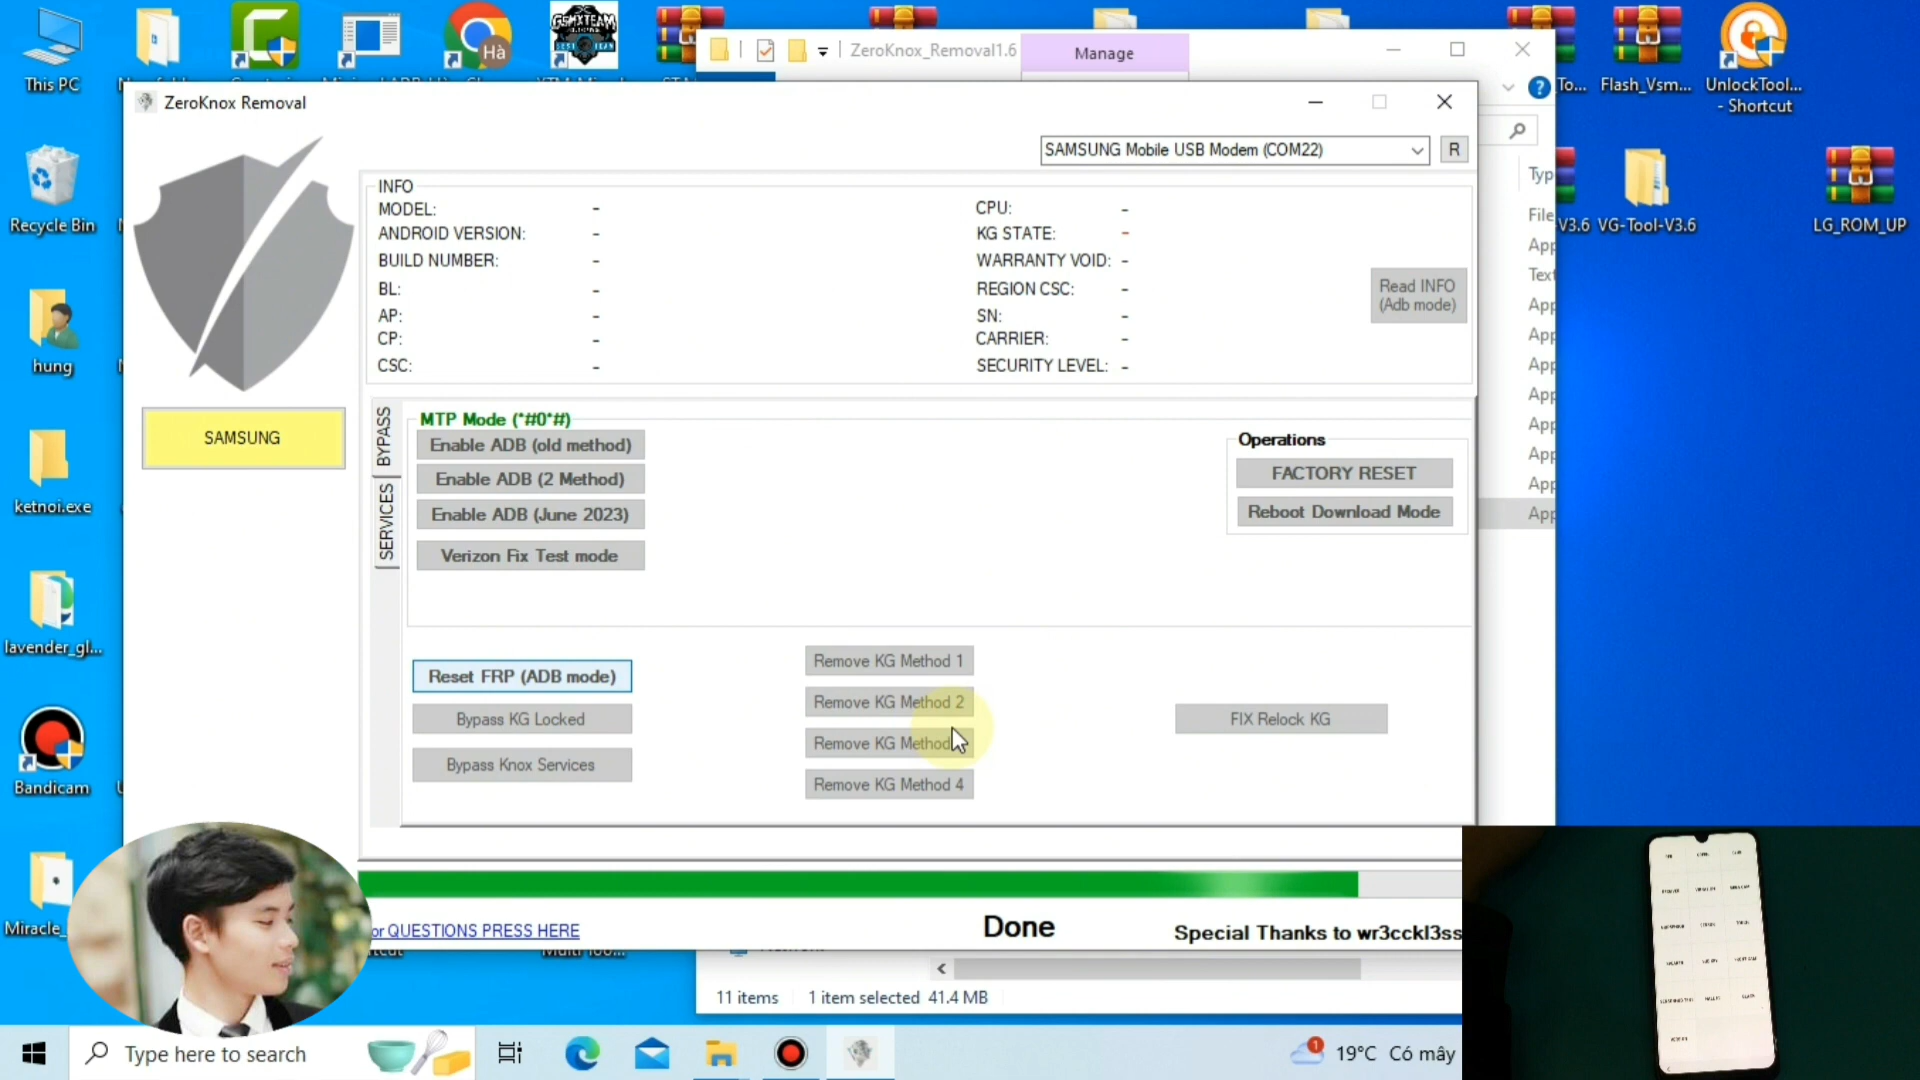 This PC
Recycle Bin
hung
ketnoi.exe
lavender_gl...
Bandicam
Miracle_
Hà
GSMXTEAM
ZeroKnox_Removal1.6
Manage
Flash_Vsm...
UnlockTool...
- Shortcut
V3.6
VG-Tool-V3.6
LG_ROM_UP
ZeroKnox Removal
SAMSUNG Mobile USB Modem (COM22)
R
INFO
MODEL: -
ANDROID VERSION: -
BUILD NUMBER: -
BL: -
AP: -
CP: -
CSC: -
CPU: -
KG STATE: -
WARRANTY VOID: -
REGION CSC: -
SN: -
CARRIER: -
SECURITY LEVEL: -
Read INFO
(Adb mode)
SAMSUNG
BYPASS
SERVICES
MTP Mode (*#0*#)
Enable ADB (old method)
Enable ADB (2 Method)
Enable ADB (June 2023)
Verizon Fix Test mode
Operations
FACTORY RESET
Reboot Download Mode
Reset FRP (ADB mode)
Bypass KG Locked
Bypass Knox Services
Remove KG Method 1
Remove KG Method 2
Remove KG Method
Remove KG Method 4
FIX Relock KG
or QUESTIONS PRESS HERE
Done
Special Thanks to wr3cckl3ss
11 items
1 item selected 41.4 MB
Type here to search
1
19°C Có mây